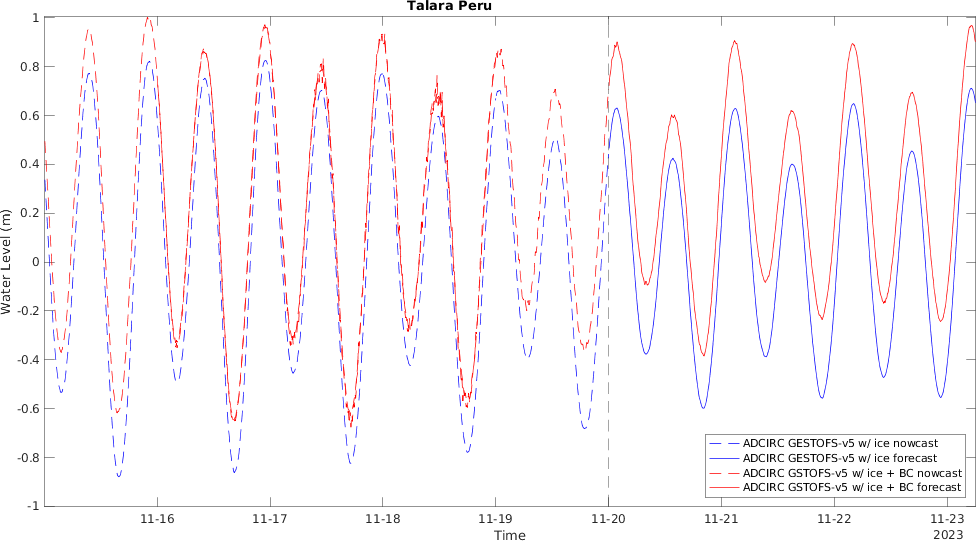 Talara Peru
1
0.8
0.6
0.4
0.2
0
-0.2
-0.4
-0.6
-0.8
-1
Water Level (m)
11-16 11-17 11-18 11-19 11-20 11-21 11-22 11-23
Time
2023
ADCIRC GESTOFS-v5 w/ ice nowcast
ADCIRC GESTOFS-v5 w/ ice forecast
ADCIRC GSTOFS-v5 w/ ice + BC nowcast
ADCIRC GSTOFS-v5 w/ ice + BC forecast